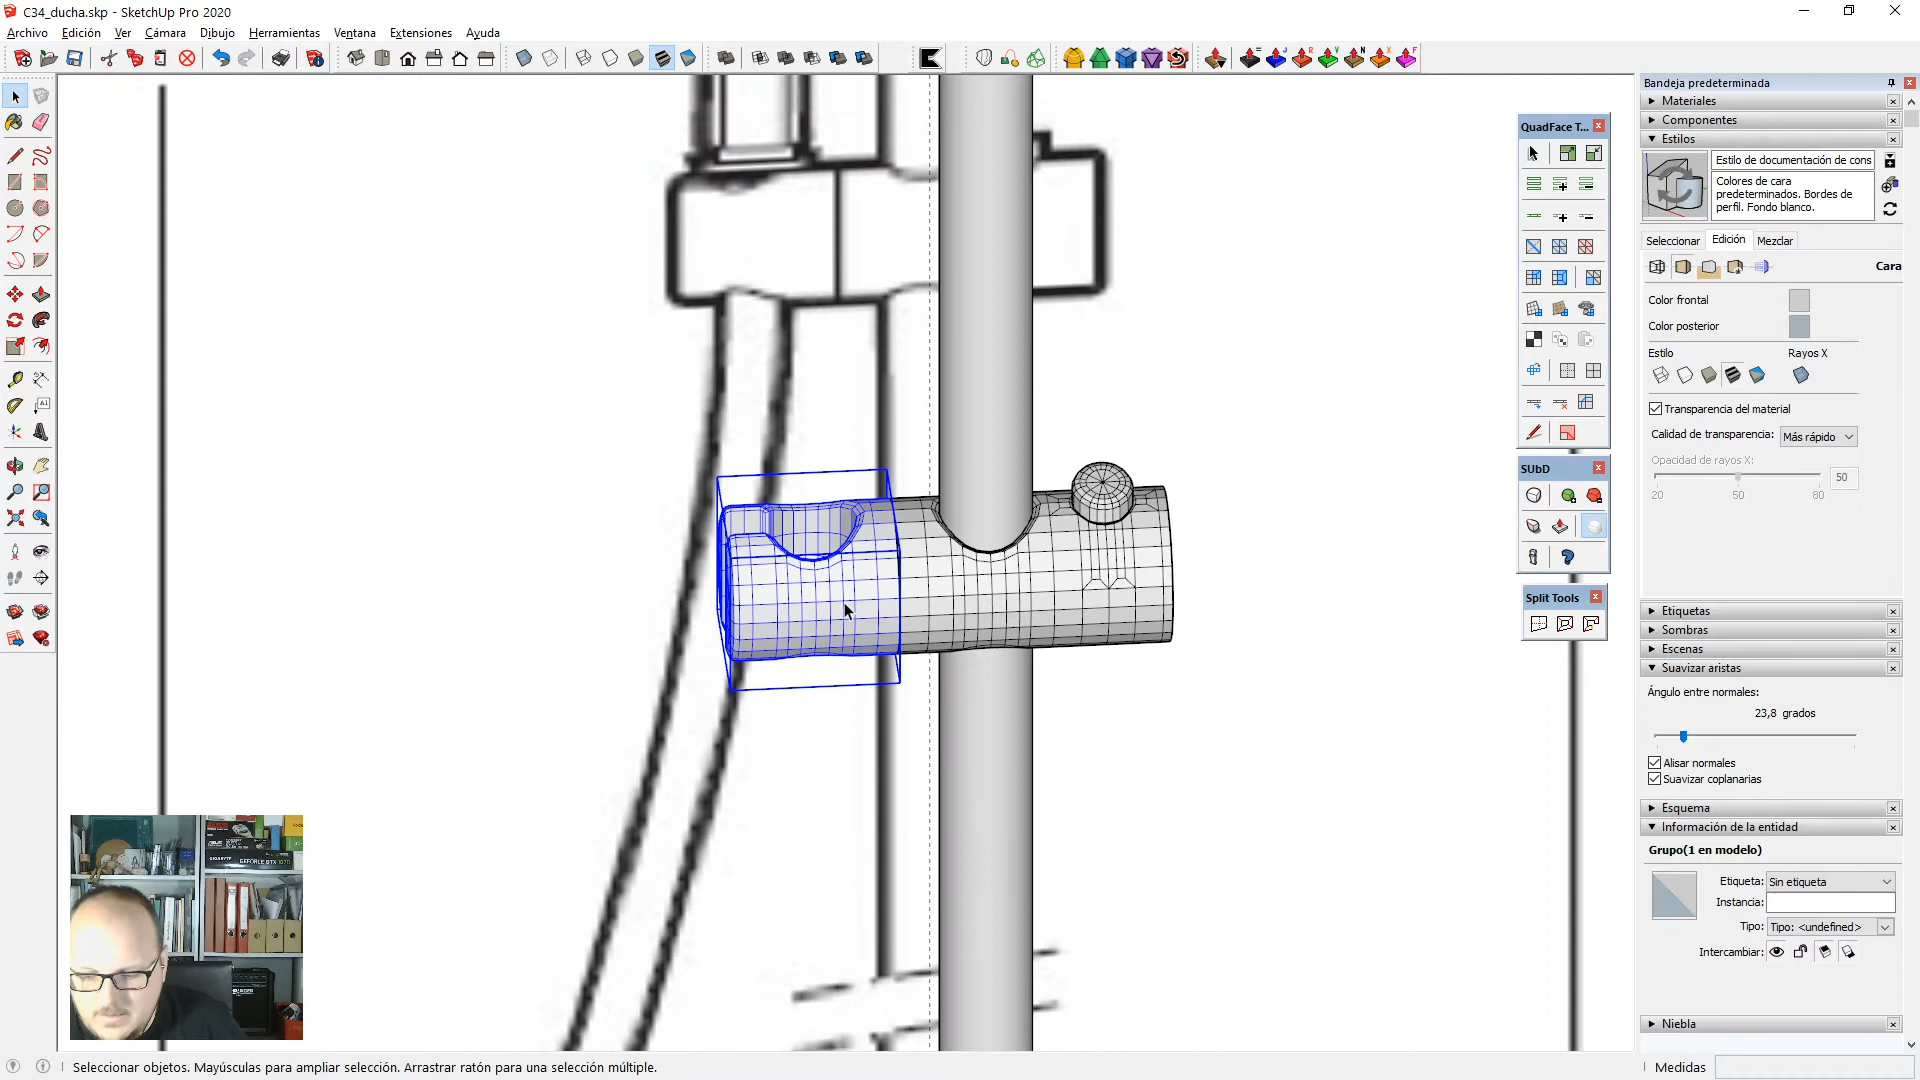 C34_ducha.skp - SketchUp Pro 2020
Archivo Edición Ver Cámara Dibujo Herramientas Ventana Extensiones Ayuda
Bandeja predeterminada
Materiales
Componentes
Estilos
Estilo de documentación de cons
Colores de cara
predeterminados. Bordes de
perfil. Fondo blanco.
Seleccionar Edición Mezclar
Cara
Color frontal
Color posterior
Estilo Rayos X
Transparencia del material
Calidad de transparencia: Más rápido
Opacidad de rayos X:
50
20 50 80
Etiquetas
Sombras
Escenas
Suavizar aristas
Ángulo entre normales:
23,8 grados
Alisar normales
Suavizar coplanarias
Esquema
Información de la entidad
Grupo(1 en modelo)
Etiqueta: Sin etiqueta
Instancia:
Tipo: Tipo: <undefined>
Intercambiar:
Niebla
QuadFace T...
SUbD
Split Tools
A1
GIGABYTE
GEFORCE GTX 1070
Seleccionar objetos. Mayúsculas para ampliar selección. Arrastrar ratón para una selección múltiple.
Medidas